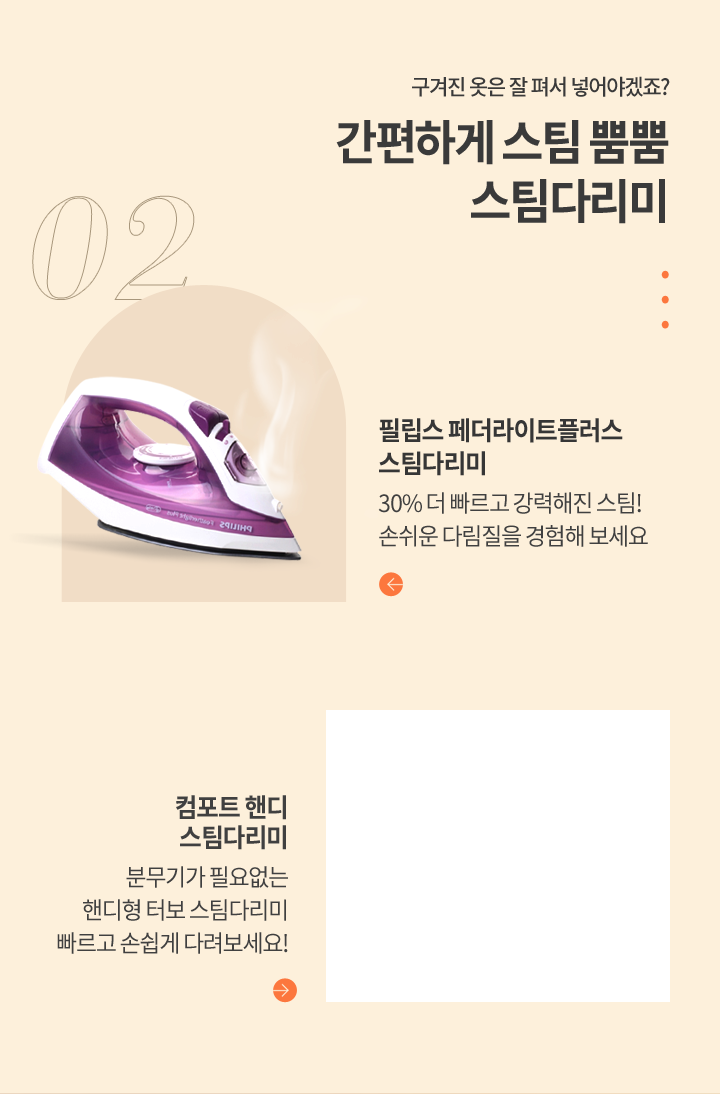 구겨진 옷은 잘 펴서 넣어야겠죠?
간편하게 스팀 뿜뿜
스팀다리미
02
필립스 페더라이트플러스
스팀다리미
30% 더 빠르고 강력해진 스팀!
손쉬운 다림질을 경험해 보세요
PHILIPS
컴포트 핸디
스팀다리미
분무기가 필요없는
핸디형 터보 스팀다리미
빠르고 손쉽게 다려보세요!